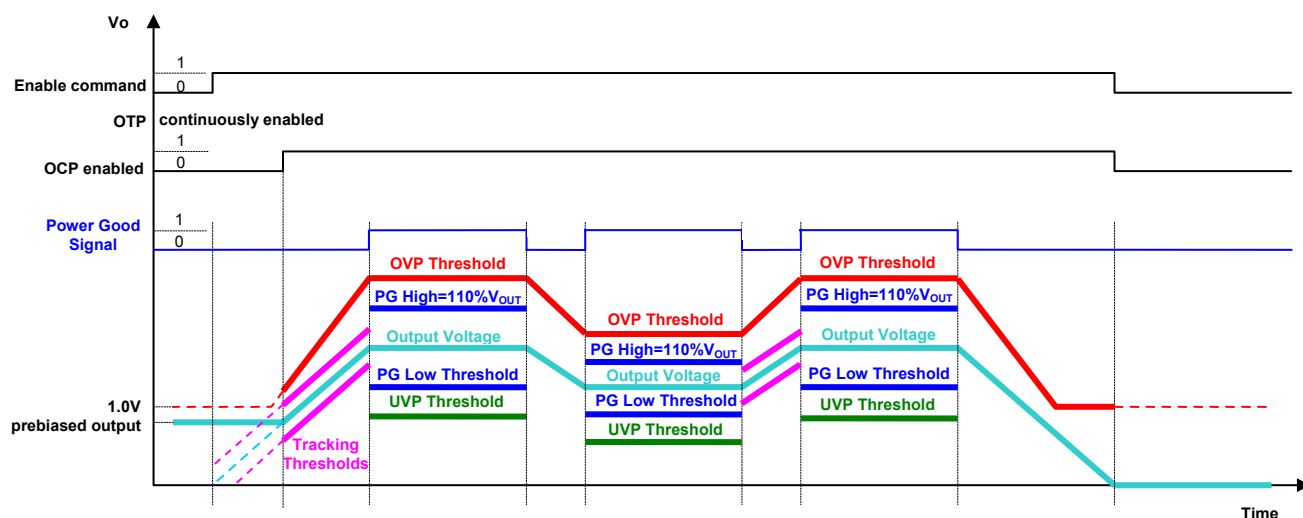 Vo
1
Enable command
0
OTP continuously enabled
1
OCP enabled
0
Power Good
Signal
1
0
OVP Threshold
OVP Threshold
PG High=110%VOUT
PG High=110%VOUT
OVP Threshold
Output Voltage
Output Voltage
PG High=110%VOUT
PG Low Threshold
Output Voltage
PG Low Threshold
UVP Threshold
PG Low Threshold
UVP Threshold
1.0V
prebiased output
UVP Threshold
Tracking
Thresholds
Time